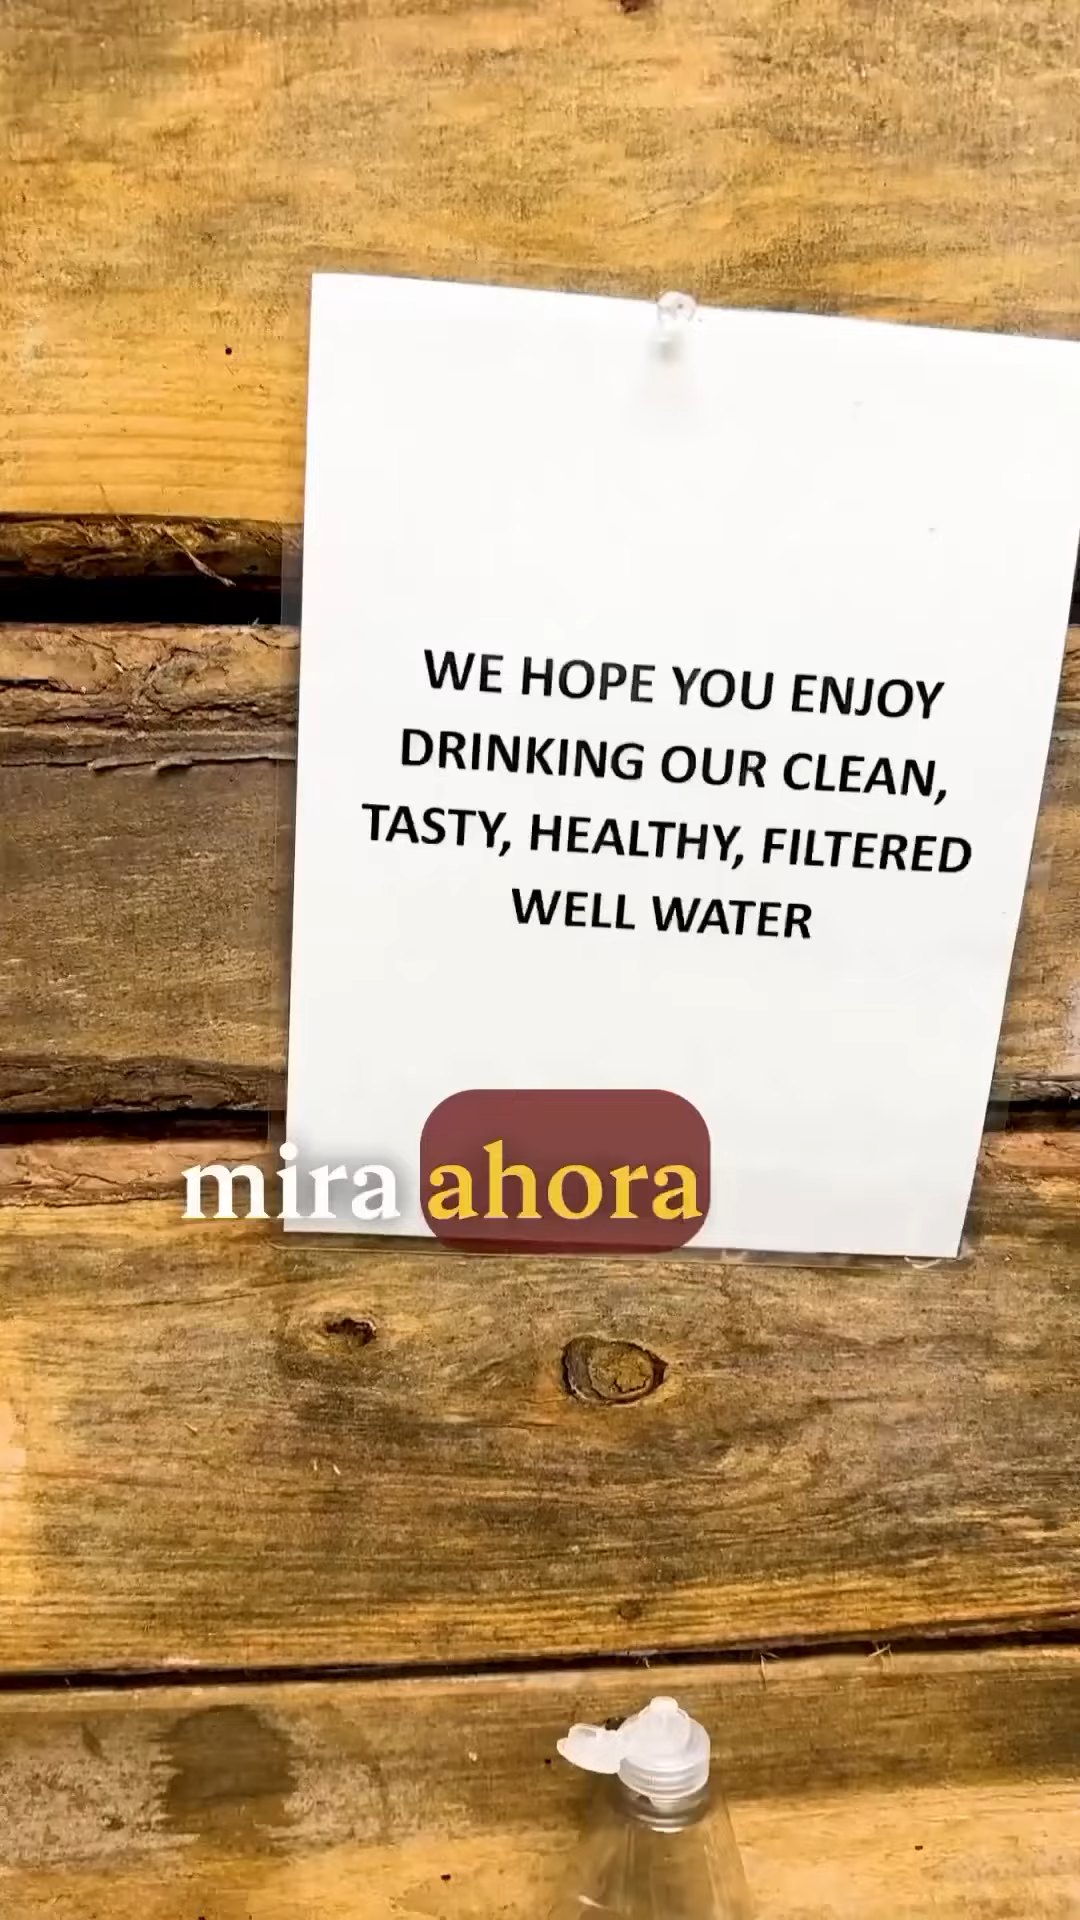 WE HOPE YOU ENJOY
DRINKING OUR CLEAN,
TASTY, HEALTHY, FILTERED
WELL WATER
mira ahora